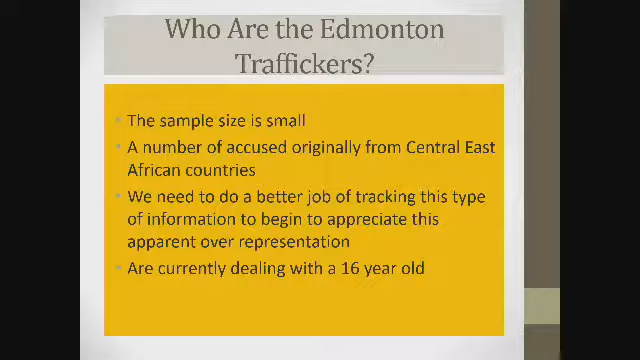 Who Are the Edmonton
Traffickers?
The sample size is small
A number of accused originally from Central East
African countries
We need to do a better job of tracking this type
of information to begin to appreciate this
apparent over representation
Are currently dealing with a 16 year old